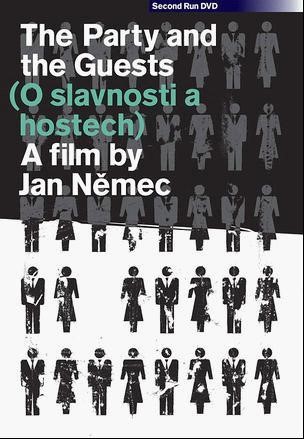 Second Run DVD
The Party and
the Guests
(O slavnosti a
hostech)
A film by
Jan Němec